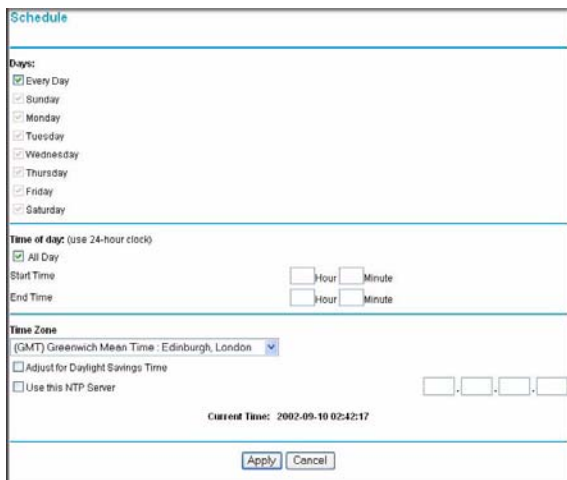 Schedule
Days:
Every Day
Sunday
Monday
Tuesday
Wednesday
Thursday
Friday
Saturday
Time of day: (use 24-hour clock)
All Day
Start Time Hour Minute
End Time Hour Minute
Time Zone
(GMT) Greenwich Mean Time : Edinburgh, London
Adjust for Daylight Savings Time
Use this NTP Server . . .
Current Time: 2002-09-10 02:42:17
Apply Cancel